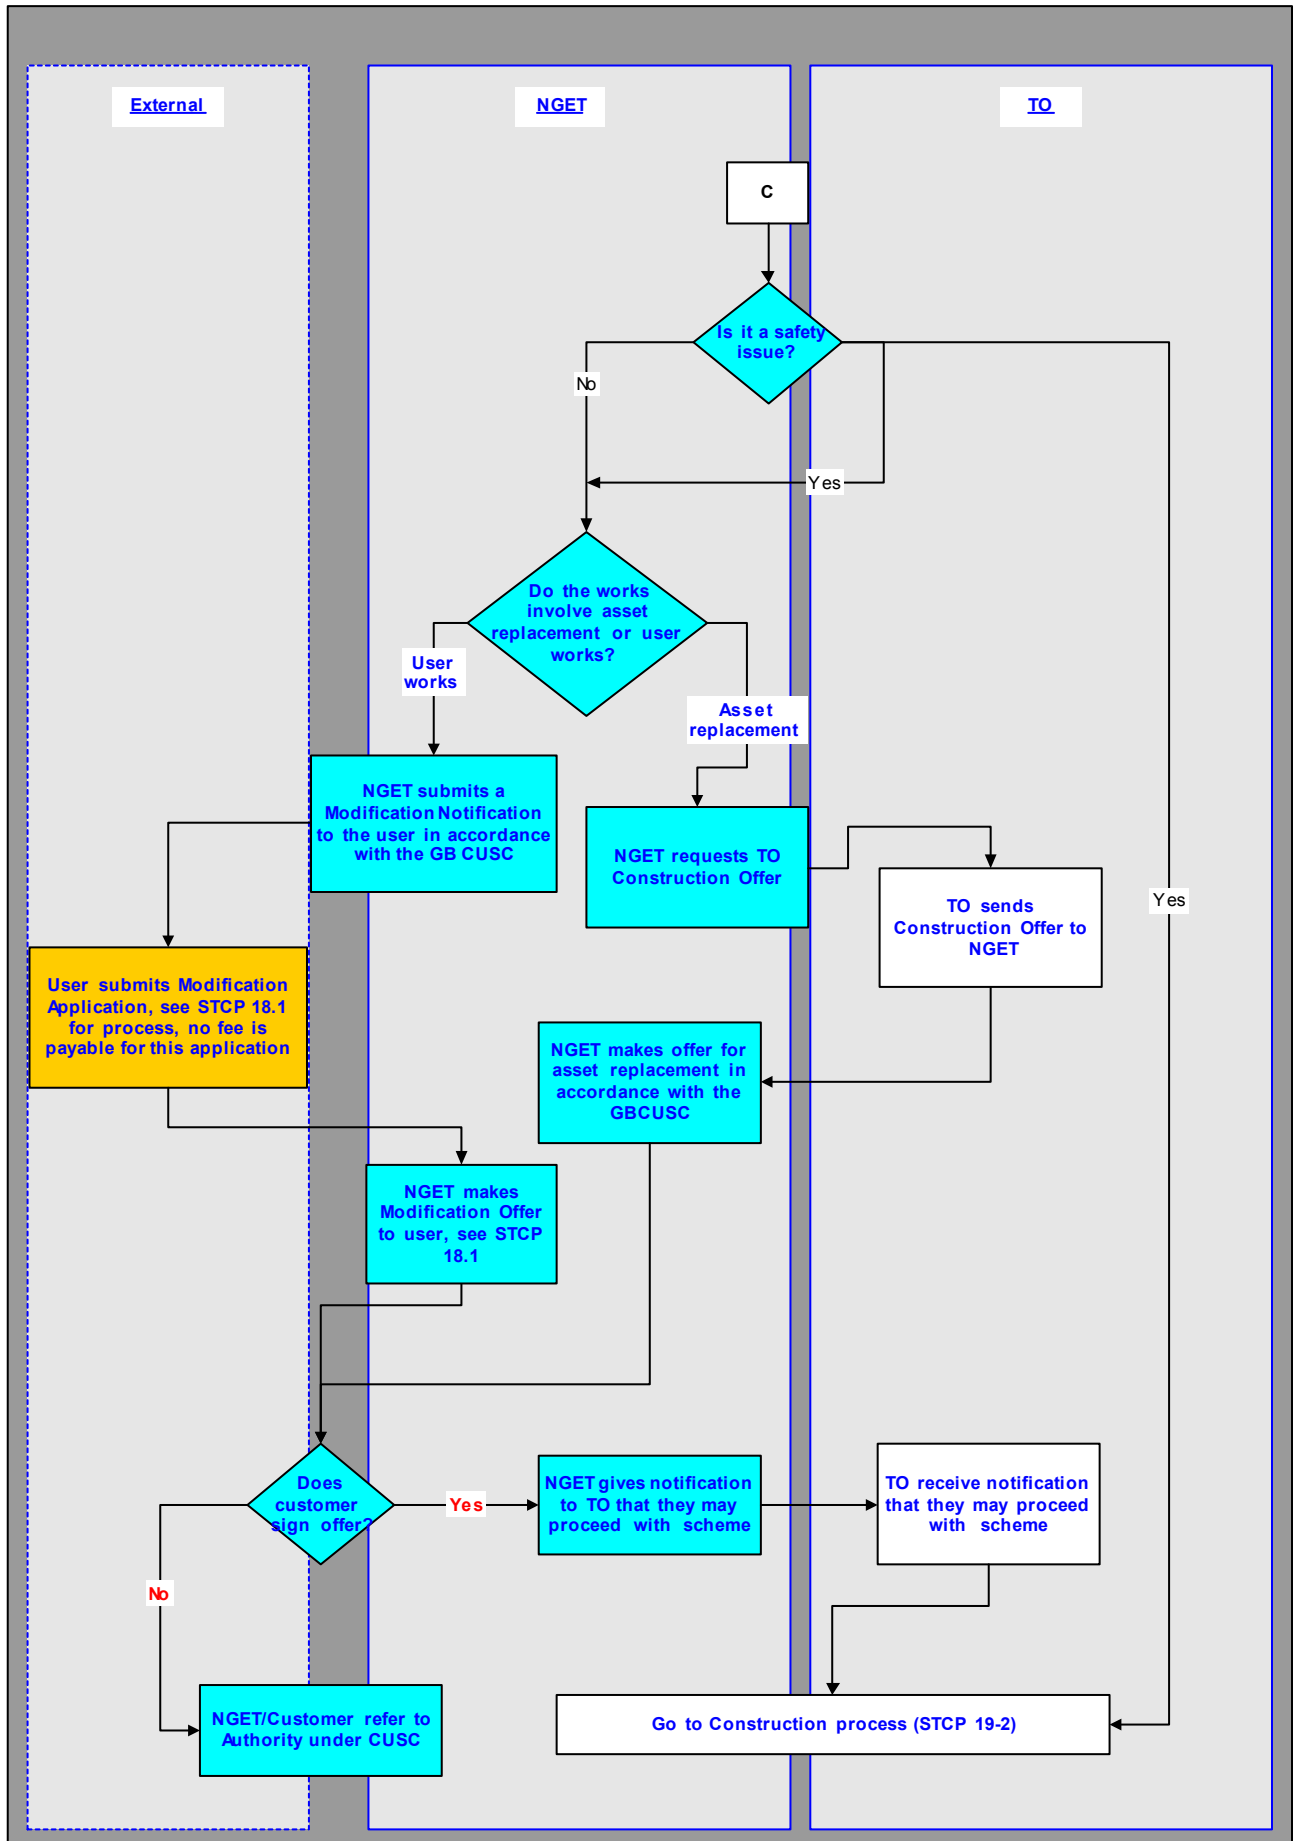 External
NGET
TO
C
Is it a safety
issue?
No
Yes
Do the works
involve asset
replacement or user
works?
User
works
Asset
replacement
NGET submits a
Modification Notification
to the user in accordance
with the GB CUSC
NGET requests TO
Construction Offer
TO sends
Construction Offer to
NGET
Yes
User submits Modification
Application, see STCP 18.1
for process, no fee is
payable for this application
NGET makes offer for
asset replacement in
accordance with the
GBCUSC
NGET makes
Modification Offer
to user, see STCP
18.1
Does
customer
sign offer?
Yes
NGET gives notification
to TO that they may
proceed with scheme
TO receive notification
that they may proceed
with scheme
No
NGET/Customer refer to
Authority under CUSC
Go to Construction process (STCP 19-2)